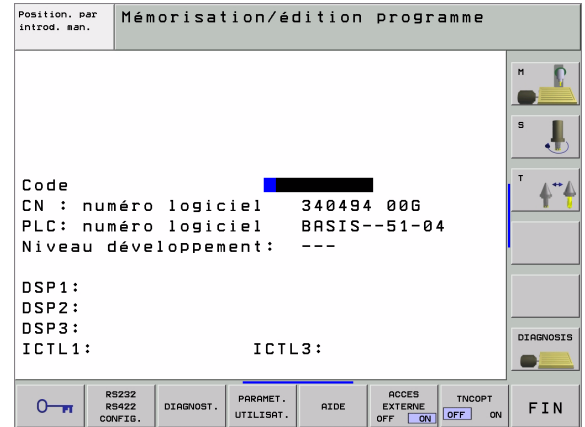 Position. par
introd. man.
Mémorisation/édition programme
M
S
T
Code
CN : numéro logiciel 340494 00G
PLC: numéro logiciel BASIS--51-04
Niveau développement: ---
DSP1:
DSP2:
DSP3:
ICTL1: ICTL3:
DIAGNOSIS
RS232
RS422
CONFIG.
DIAGNOST.
PARAMET.
UTILISAT.
AIDE
ACCES
EXTERNE
OFF ON
TNCOPT
OFF ON
FIN